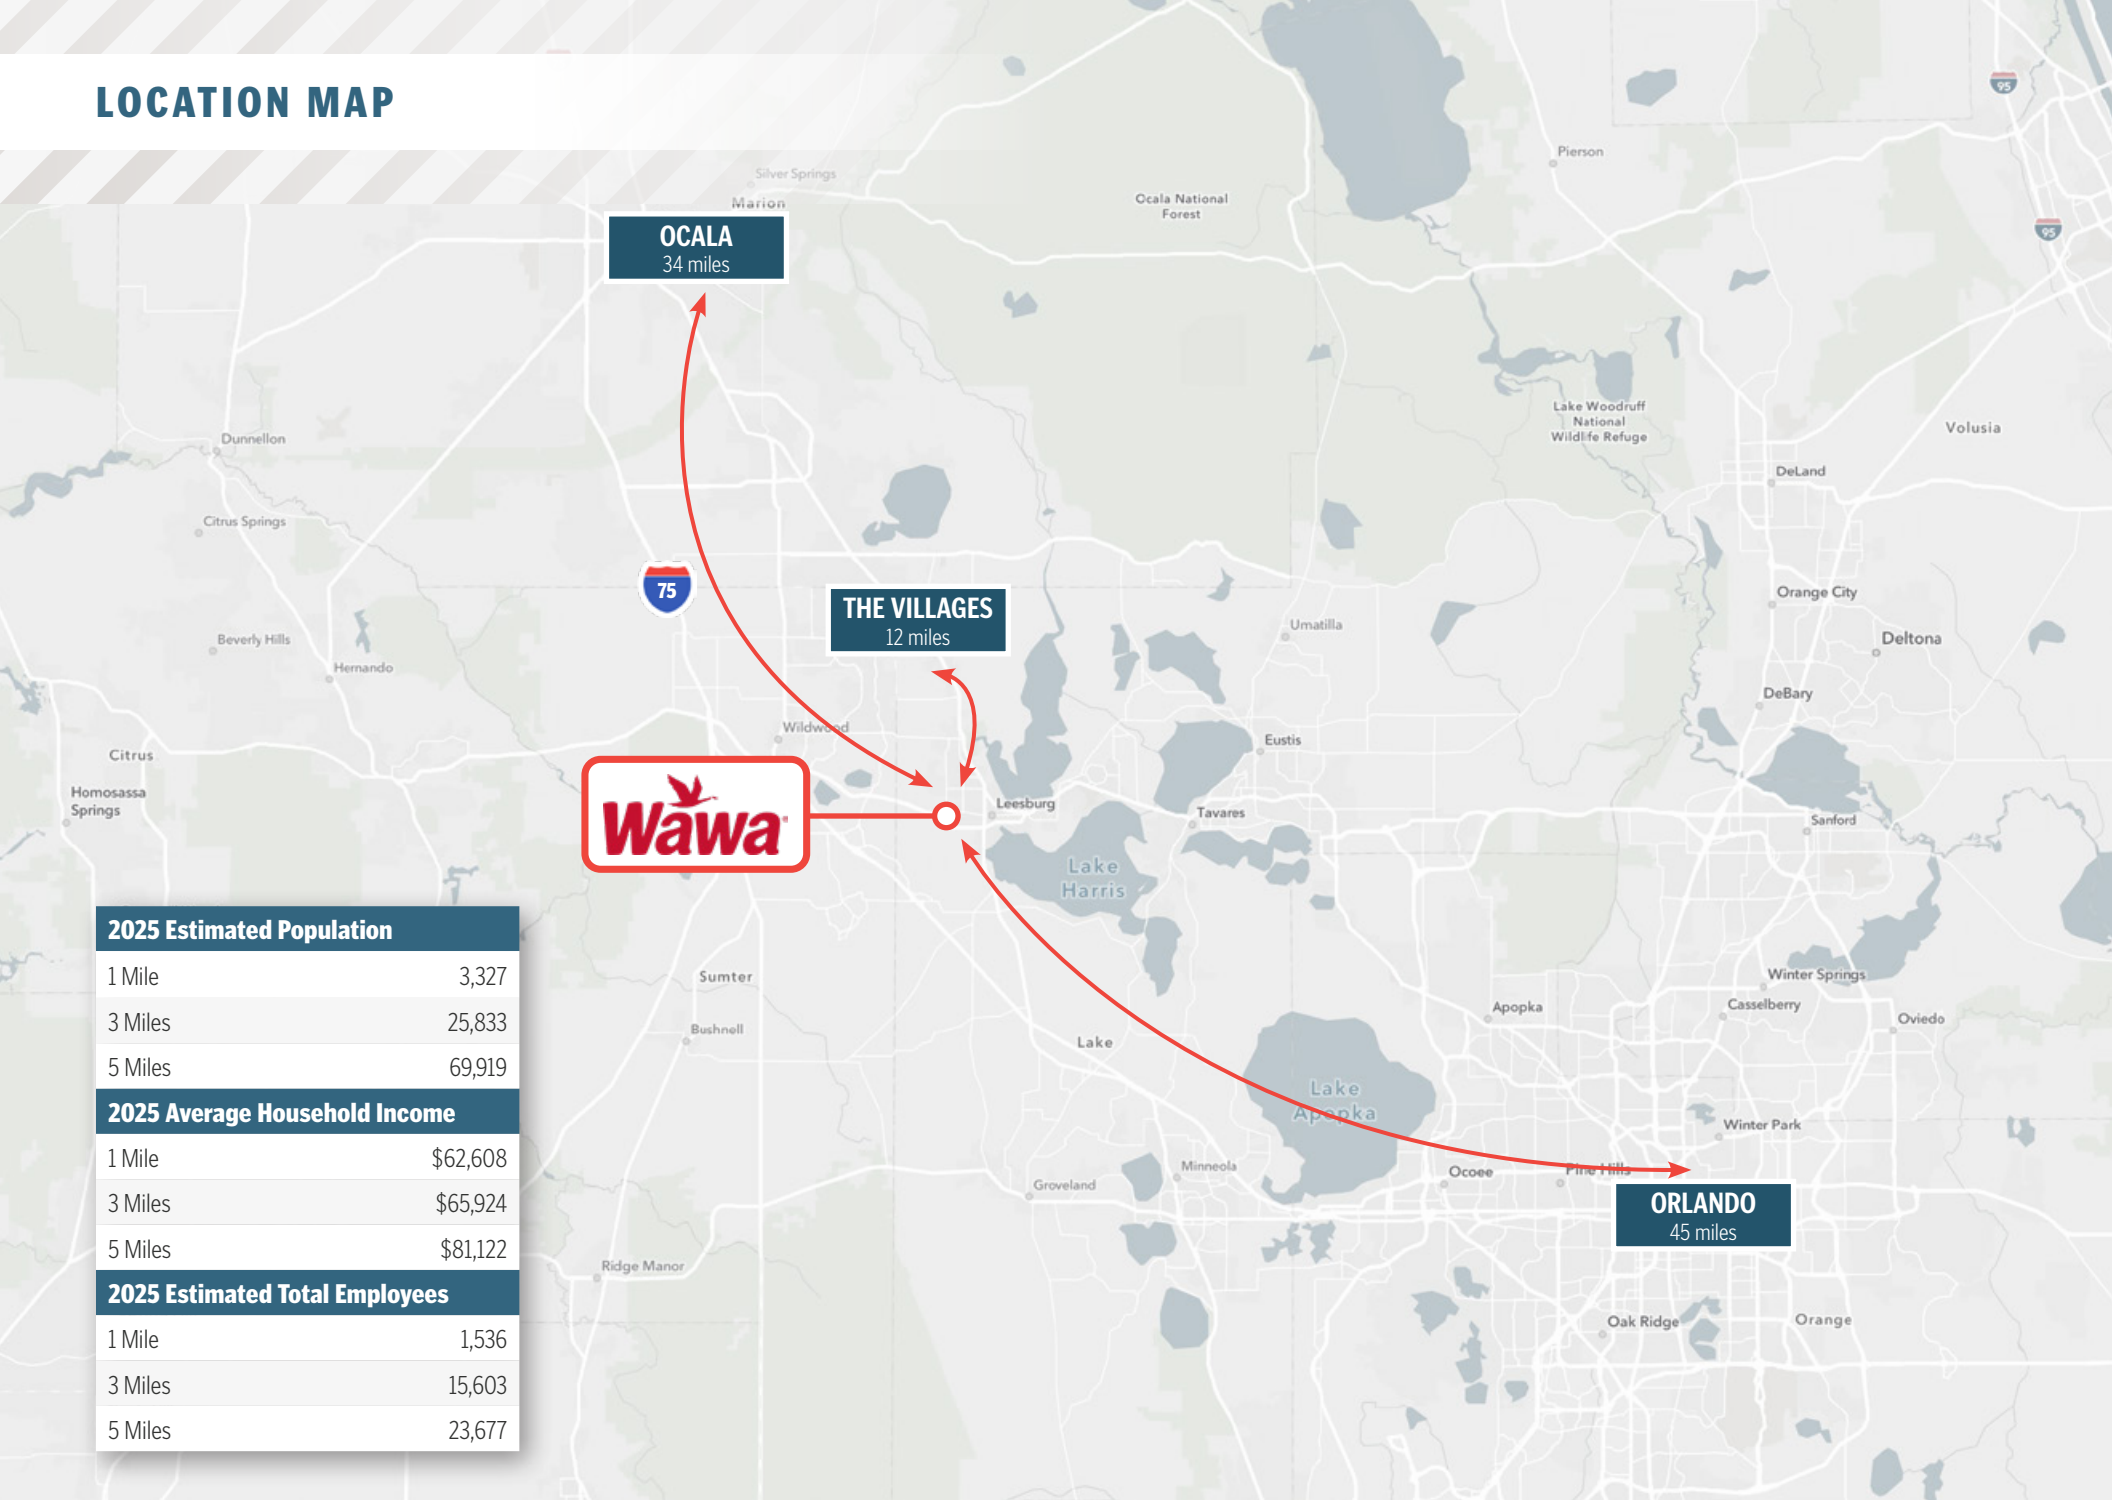 LOCATION MAP
Silver Springs
Marion
OCALA
34 miles
Ocala National
Forest
Pierson
95
95
Lake Woodruff
National
Wildlife Refuge
Volusia
DeLand
Dunnellon
Citrus Springs
75
THE VILLAGES
12 miles
Umatilla
Orange City
Deltona
Beverly Hills
Hernando
DeBary
Wildwood
Eustis
Citrus
Homosassa
Springs
Wawa
Leesburg
Tavares
Sanford
Lake
Harris
2025 Estimated Population
1 Mile 3,327
3 Miles 25,833
5 Miles 69,919
2025 Average Household Income
1 Mile $62,608
3 Miles $65,924
5 Miles $81,122
2025 Estimated Total Employees
1 Mile 1,536
3 Miles 15,603
5 Miles 23,677
Sumter
Bushnell
Lake
Apopka
Winter Springs
Casselberry
Oviedo
Lake
Apopka
Winter Park
Minneola
Groveland
Ocoee
Pine Hills
ORLANDO
45 miles
Ridge Manor
Oak Ridge
Orange